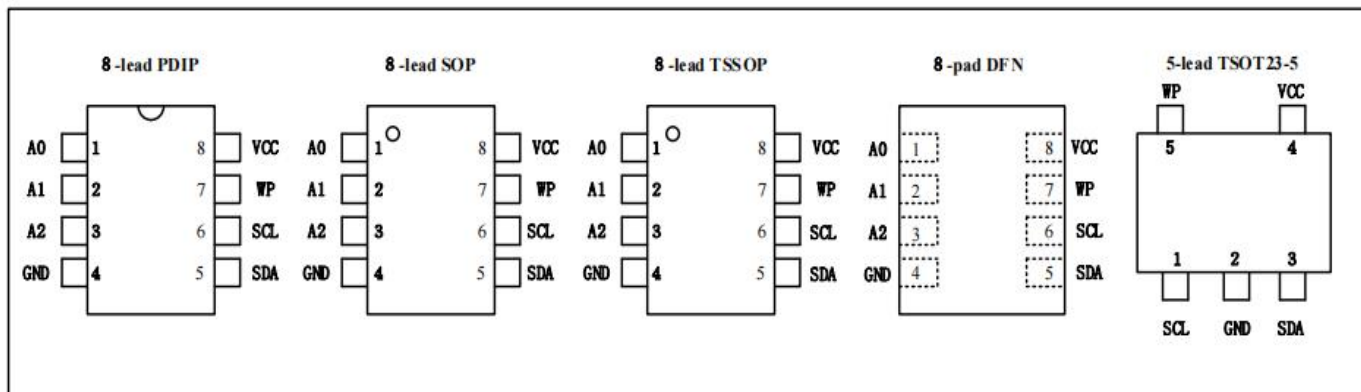 8-lead PDIP
A0 1 8 VCC
A1 2 7 WP
A2 3 6 SCL
GND 4 5 SDA
8-lead SOP
A0 1 8 VCC
A1 2 7 WP
A2 3 6 SCL
GND 4 5 SDA
8-lead TSSOP
A0 1 8 VCC
A1 2 7 WP
A2 3 6 SCL
GND 4 5 SDA
8-pad DFN
A0 1 8 VCC
A1 2 7 WP
A2 3 6 SCL
GND 4 5 SDA
5-lead TSOT23-5
WP VCC
5 4
1 2 3
SCL GND SDA